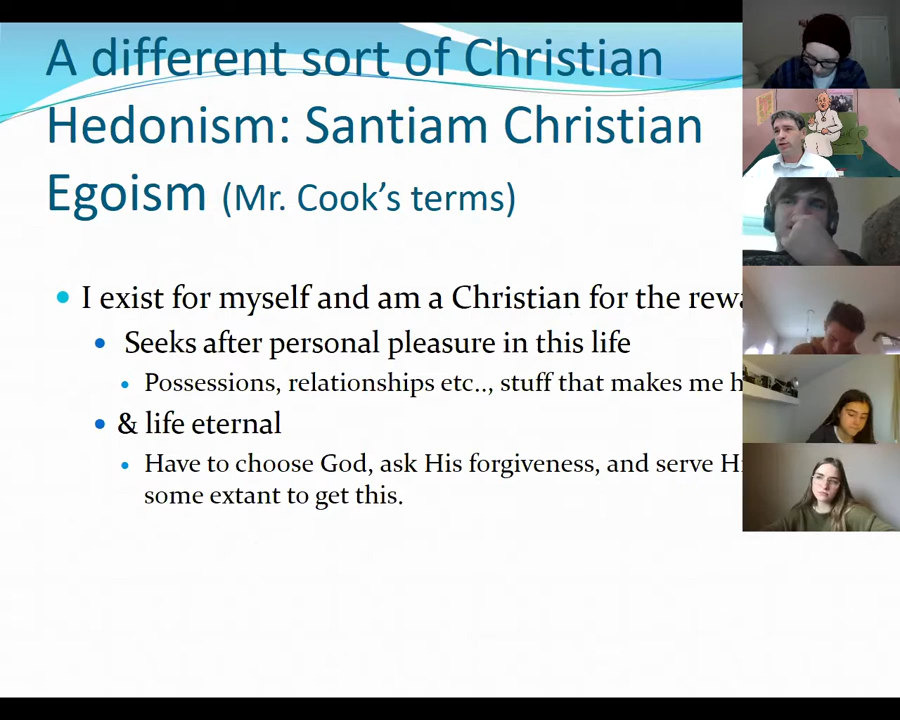 A different sort of Christian
Hedonism: Santiam Christian
Egoism (Mr. Cook's terms)
• I exist for myself and am a Christian for the
• Seeks after personal pleasure in this life
• Possessions, relationships etc.., stuff that makes me
• & life eternal
• Have to choose God, ask His forgiveness, and serve
some extant to get this.